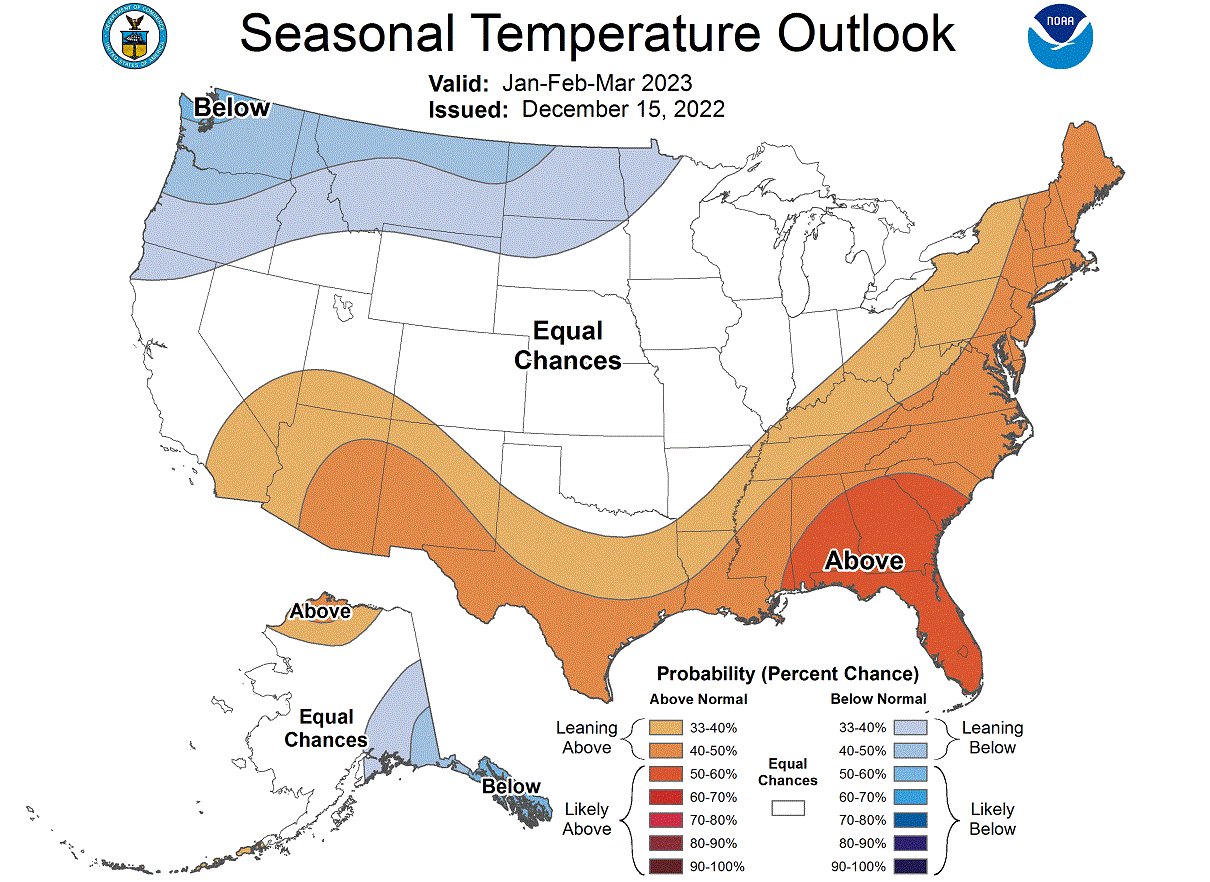 Seasonal Temperature Outlook
NOAA
Valid: Jan-Feb-Mar 2023
Issued: December 15, 2022
Below
Equal
Chances
Above
Above
Equal
Chances
Below
Probability (Percent Chance)
Above Normal
Below Normal
Leaning
Above
33-40%
40-50%
Likely
Above
50-60%
60-70%
70-80%
80-90%
90-100%
Equal
Chances
33-40%
40-50%
Leaning
Below
50-60%
60-70%
70-80%
80-90%
90-100%
Likely
Below